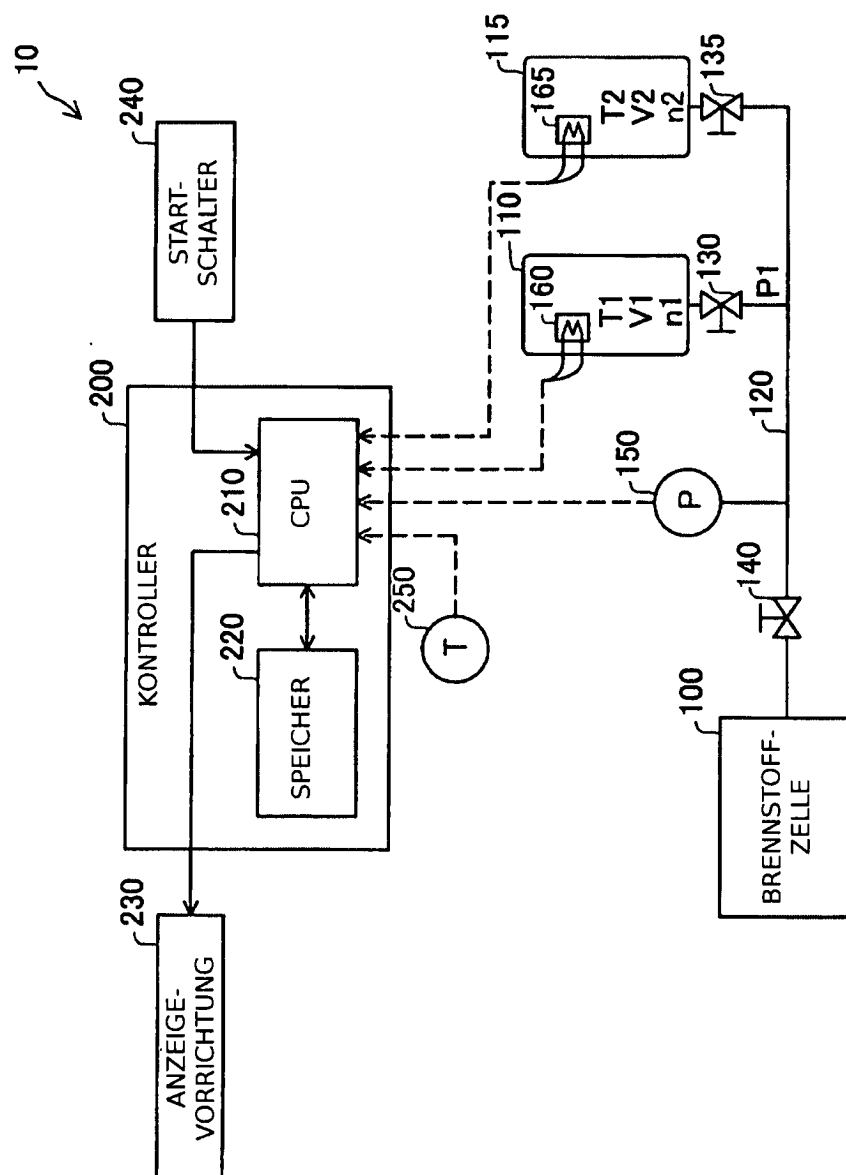 10
240
START-
SCHALTER
200
KONTROLLER
210
CPU
220
SPEICHER
230
ANZEIGE-
VORRICHTUNG
250
T
150
P
115
165
T2
V2
n2
135
110
160
T1
V1
n1
130
P1
120
140
100
BRENNSTOFF-
ZELLE